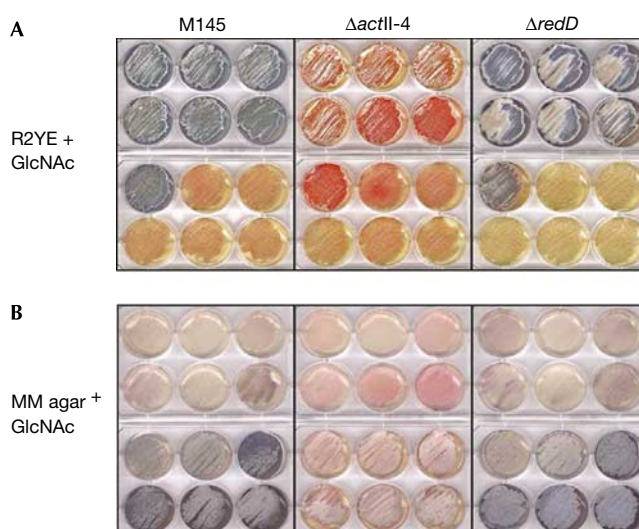 M145 ΔactII-4 ΔredD
A
R2YE +
GlcNAc
B
MM agar +
GlcNAc